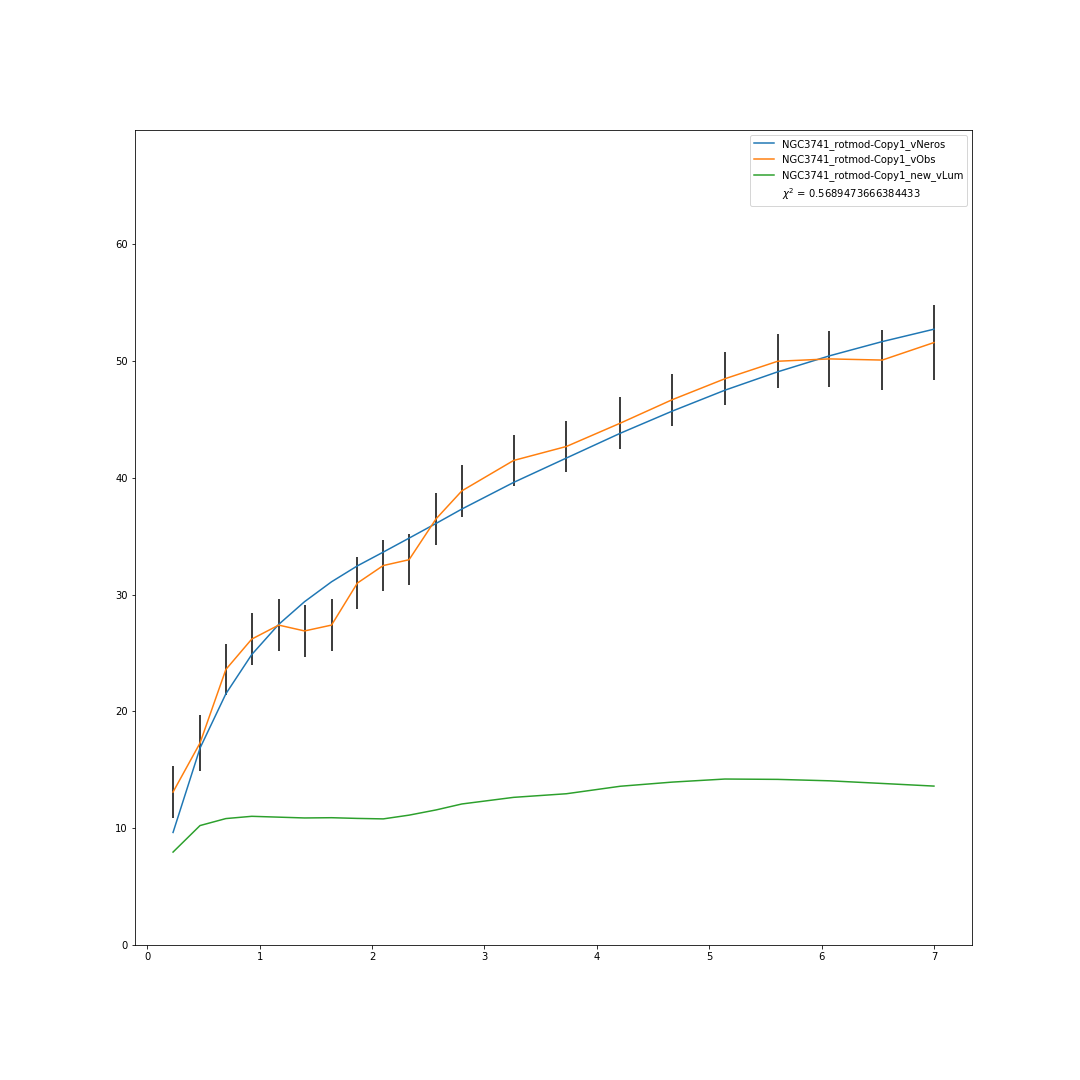 NGC3741_rotmod-Copy1_vNeros
NGC3741_rotmod-Copy1_vObs
NGC3741_rotmod-Copy1_new_vLum
χ² = 0.5689473666384433
60
50
40
30
20
10
0
0 1 2 3 4 5 6 7